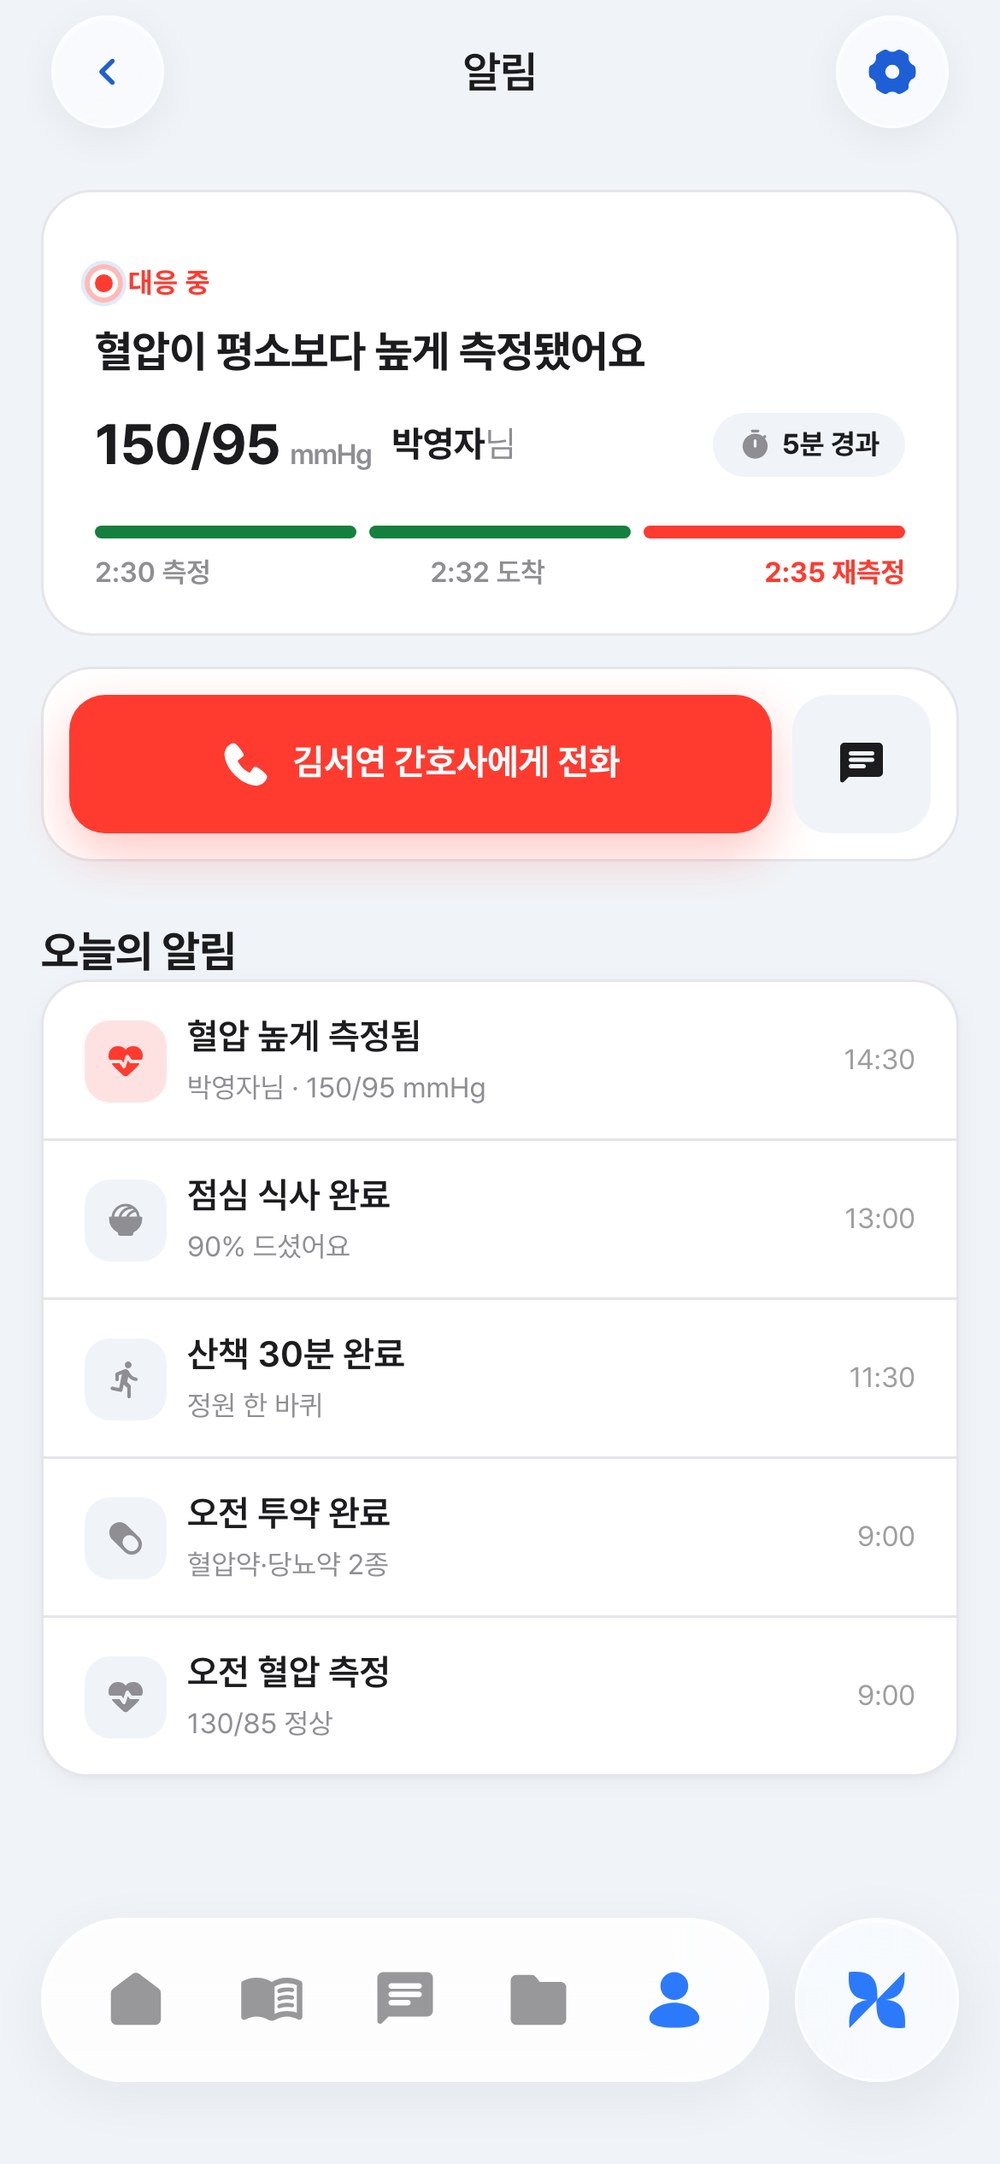 알림
대응 중
혈압이 평소보다 높게 측정됐어요
150/95 mmHg 박영자님 5분 경과
2:30 측정 2:32 도착 2:35 재측정
김서연 간호사에게 전화
오늘의 알림
혈압 높게 측정됨
박영자님 · 150/95 mmHg
14:30
점심 식사 완료
90% 드셨어요
13:00
산책 30분 완료
정원 한 바퀴
11:30
오전 투약 완료
혈압약·당뇨약 2종
9:00
오전 혈압 측정
130/85 정상
9:00